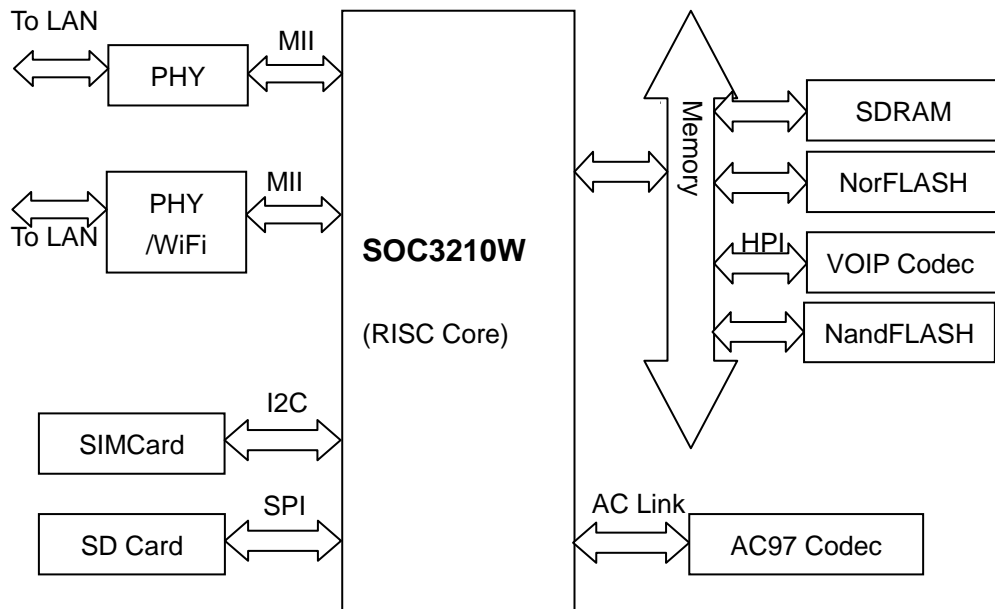 To LAN
MII
PHY
MII
PHY
/WiFi
To LAN
SOC3210W
(RISC Core)
I2C
SIMCard
SPI
SD Card
Memory
SDRAM
NorFLASH
HPI
VOIP Codec
NandFLASH
AC Link
AC97 Codec